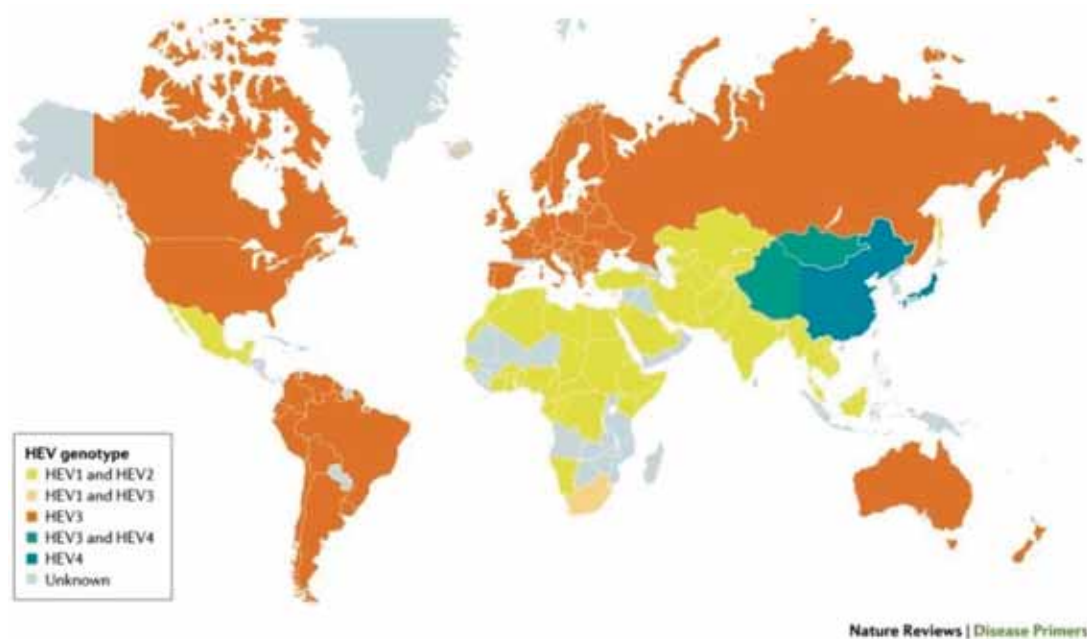 HEV genotype
HEV1 and HEV2
HEV1 and HEV3
HEV3
HEV3 and HEV4
HEV4
Unknown
Nature Reviews | Disease Primers